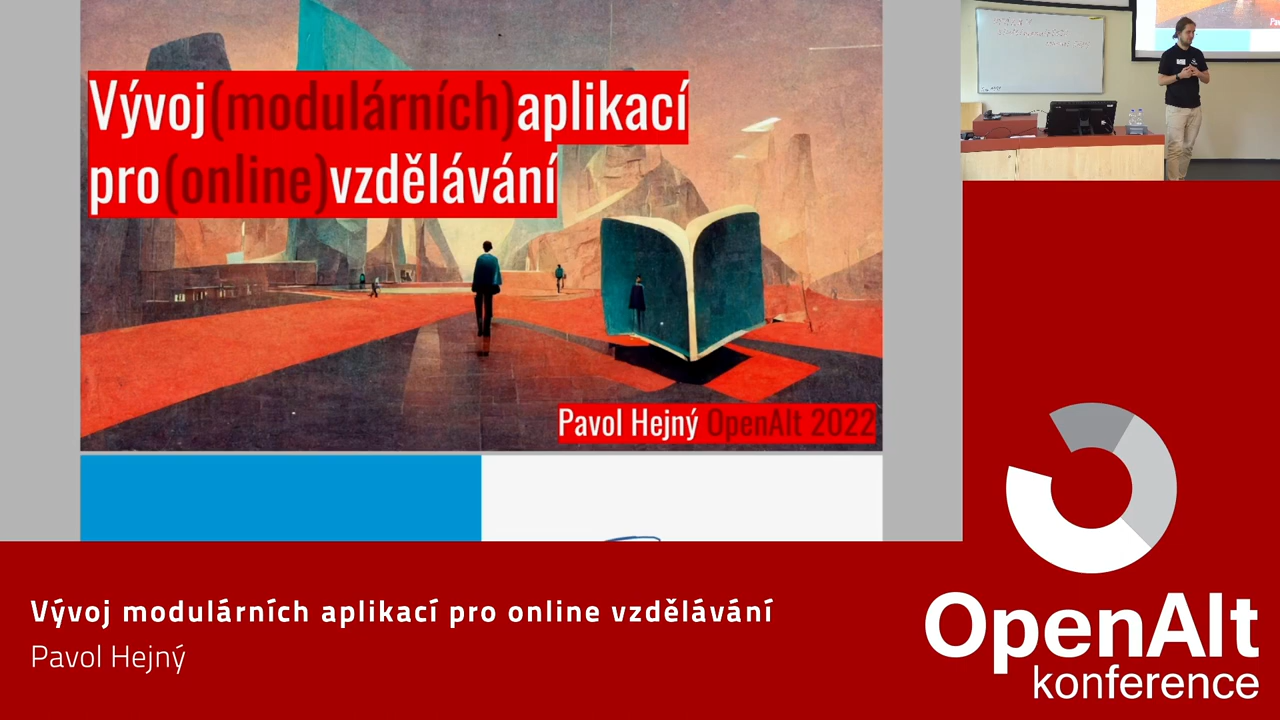 Vývoj(modulárních)aplikací
pro(online)vzdělávání
Pavol Hejný OpenAlt 2022
Vývoj modulárních aplikací pro online vzdělávání
Pavol Hejný
OpenAlt
konference